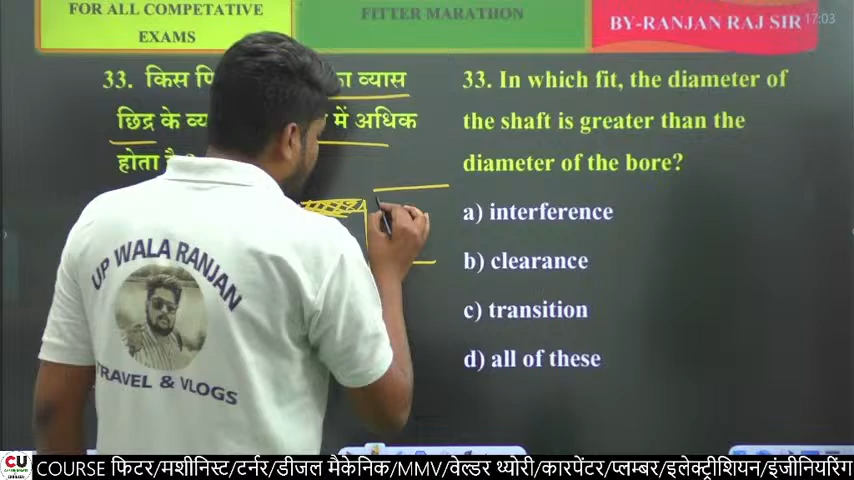 FOR ALL COMPETATIVE
EXAMS
FITTER MARATHON
BY-RANJAN RAJ SIR
17:03
33. किस
का व्यास
छिद्र के
में अधिक
होता
33. In which fit, the diameter of
the shaft is greater than the
diameter of the bore?
a) interference
b) clearance
c) transition
d) all of these
UP WALA RANJAN
TRAVEL & VLOGS
CU
COURSE फिटर/मशीनिस्ट/टर्नर/डीजल मैकेनिक/MMV/वेल्डर थ्योरी/कारपेंटर/प्लम्बर/इलेक्ट्रीशियन/इंजीनियरिंग